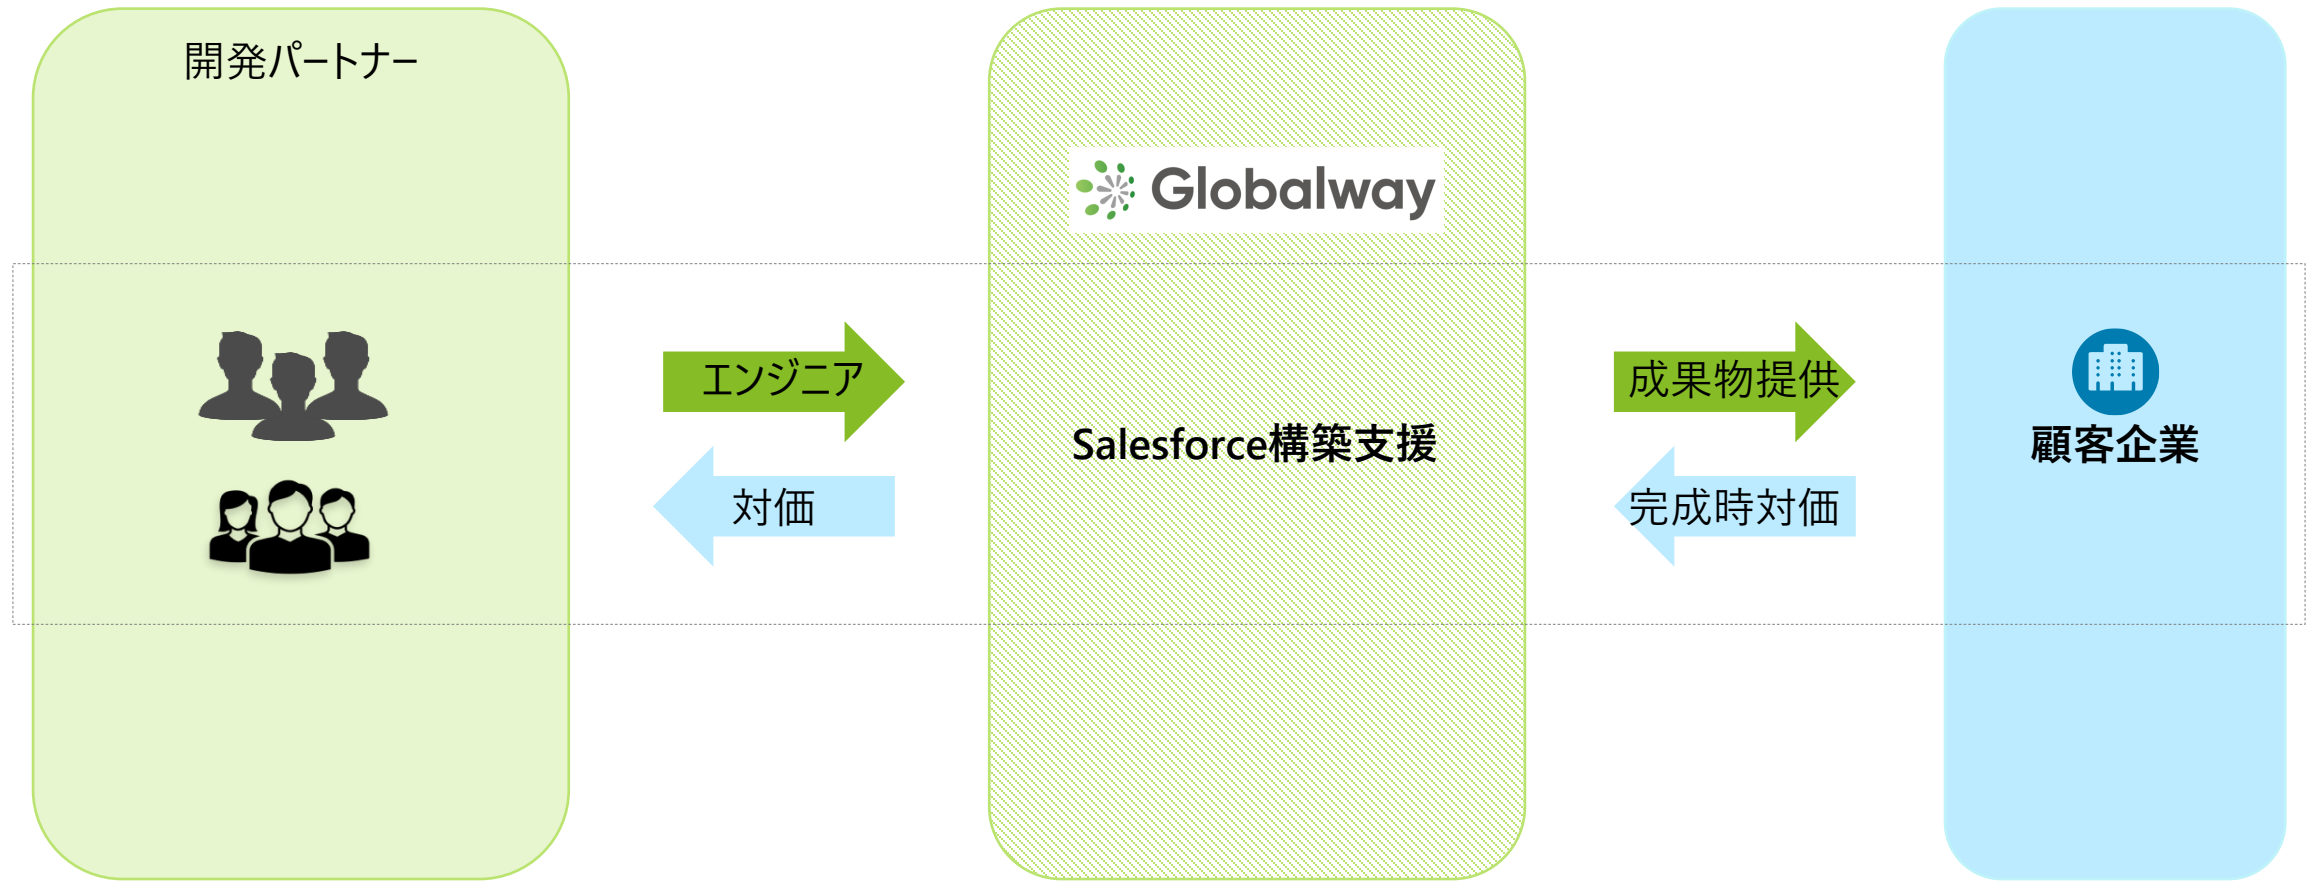 開発パートナー
Globalway
エンジニア
成果物提供
Salesforce構築支援
顧客企業
対価
完成時対価